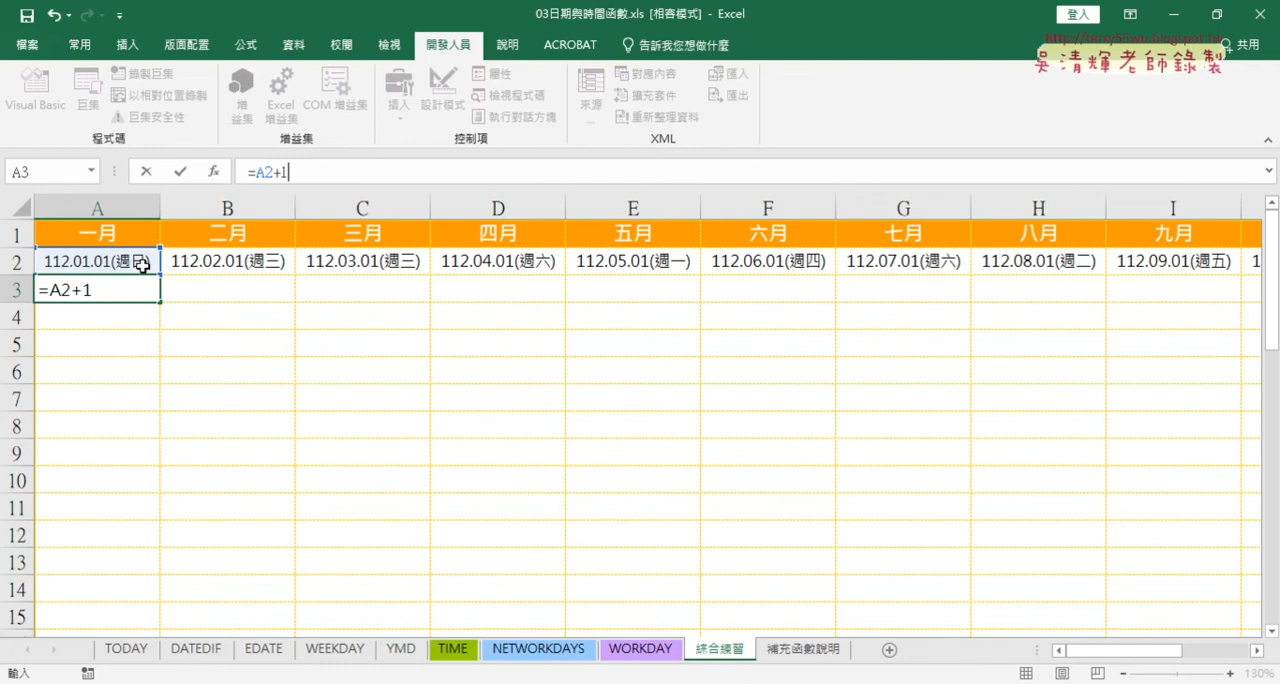 03日期與時間函數.xls [相容模式] - Excel
登入
檔案 常用 插入 版面配置 公式 資料 校閱 檢視 開發人員 說明 ACROBAT 告訴我您想做什麼 共用
http://terry55wu.blogspot.tw
吳清輝老師錄製
Visual Basic 巨集 錄製巨集 以相對位置錄製 巨集安全性
增益集 Excel 增益集 COM 增益集
插入 設計模式 屬性 檢視程式碼 執行對話方塊
來源 對應內容 擴充套件 重新整理資料 匯入 匯出
程式碼 增益集 控制項 XML
A3 fx =A2+1
A B C D E F G H I
1 一月 二月 三月 四月 五月 六月 七月 八月 九月
2 112.01.01(週日) 112.02.01(週三) 112.03.01(週三) 112.04.01(週六) 112.05.01(週一) 112.06.01(週四) 112.07.01(週六) 112.08.01(週二) 112.09.01(週五) 1
3 =A2+1
4
5
6
7
8
9
10
11
12
13
14
15
TODAY DATEDIF EDATE WEEKDAY YMD TIME NETWORKDAYS WORKDAY 綜合練習 補充函數說明
輸入 130%